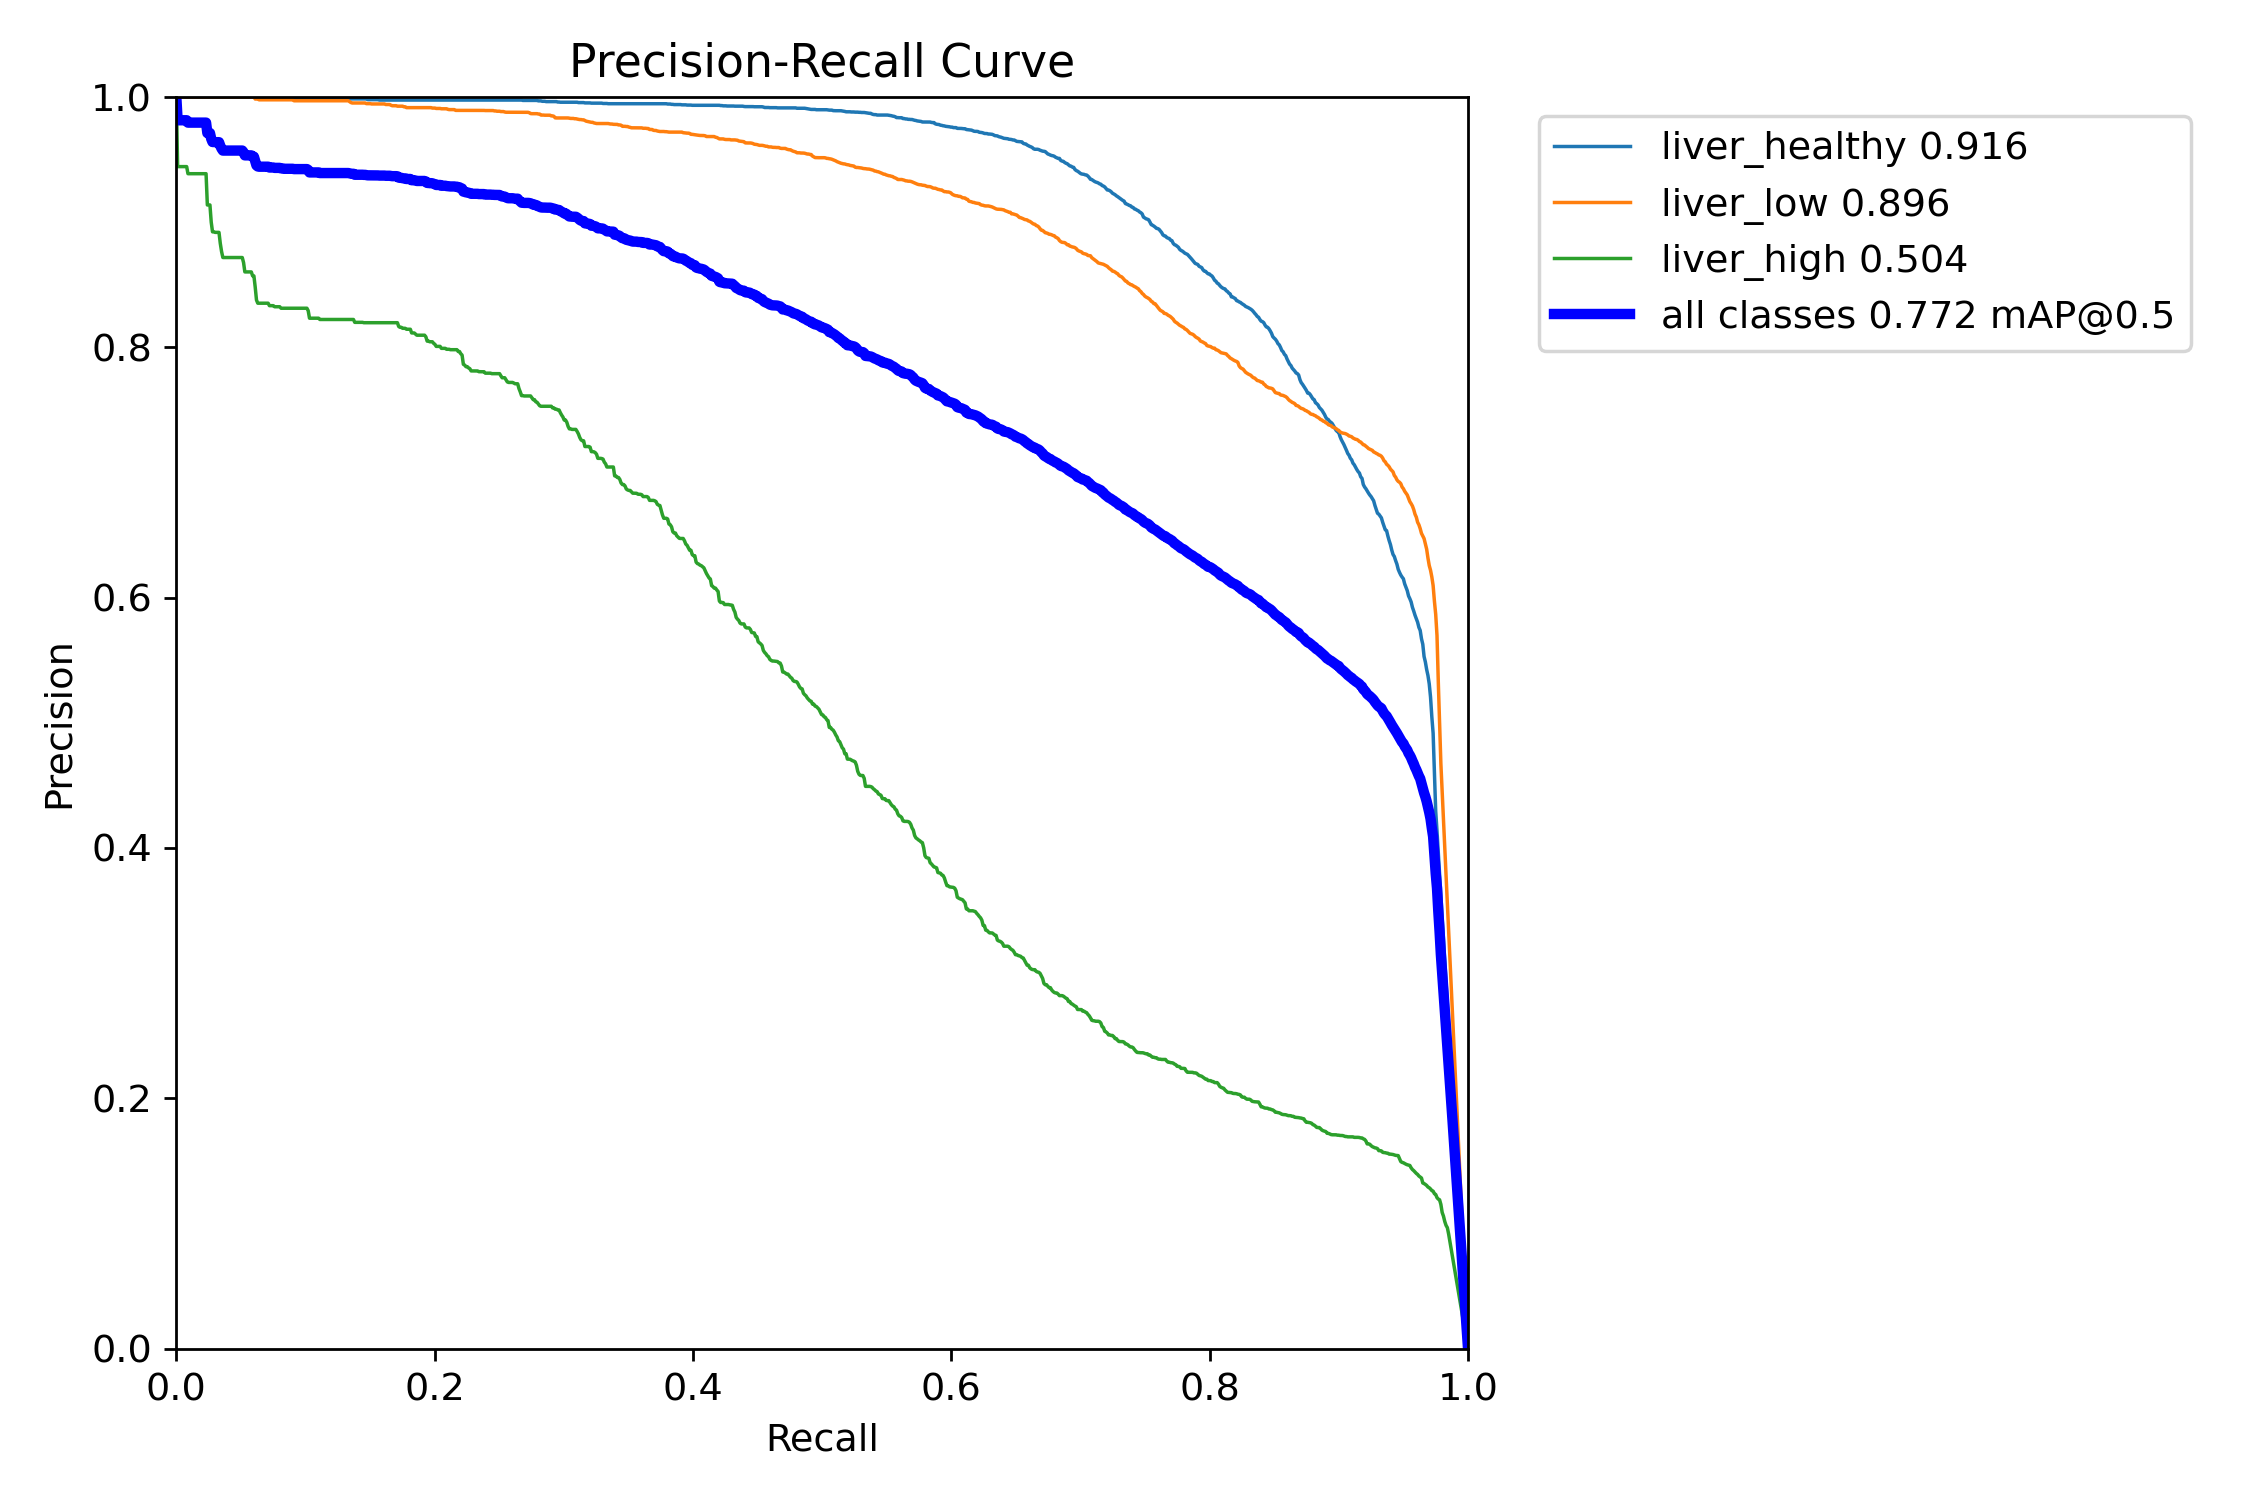 Precision-Recall Curve
1.0
0.8
0.6
0.4
0.2
0.0
Precision
0.0 0.2 0.4 0.6 0.8 1.0
Recall
liver_healthy 0.916
liver_low 0.896
liver_high 0.504
all classes 0.772 mAP@0.5